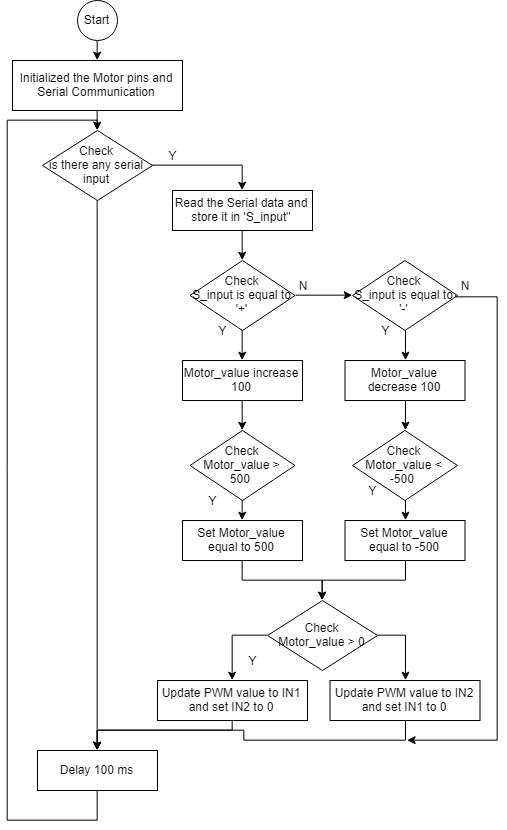 Start
Initialized the Motor pins and
Serial Communication
Check
is there any serial
input
Y
Read the Serial data and
store it in 'S_input"
Check
S_input is equal to
'+'
N
Check
S_input is equal to
'-'
N
Y
Y
Motor_value increase
100
Motor_value
decrease 100
Check
Motor_value >
500
Check
Motor_value <
-500
Y
Y
Set Motor_value
equal to 500
Set Motor_value
equal to -500
Check
Motor_value > 0
Y
Update PWM value to IN1
and set IN2 to 0
Update PWM value to IN2
and set IN1 to 0
Delay 100 ms